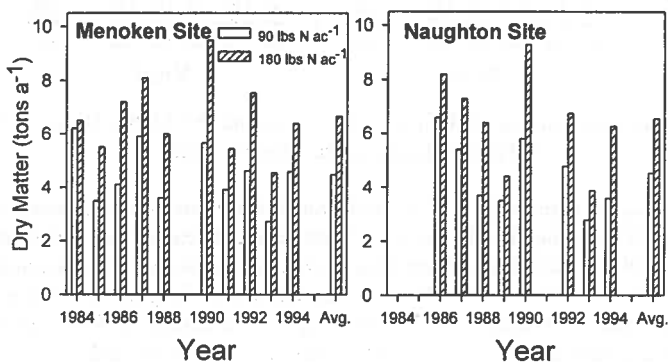 Menoken Site
90 lbs N ac⁻¹
180 lbs N ac⁻¹
Dry Matter (tons a⁻¹)
10
8
6
4
2
0
1984 1986 1988 1990 1992 1994 Avg.
Year
Naughton Site
10
8
6
4
2
0
1984 1986 1988 1990 1992 1994 Avg.
Year